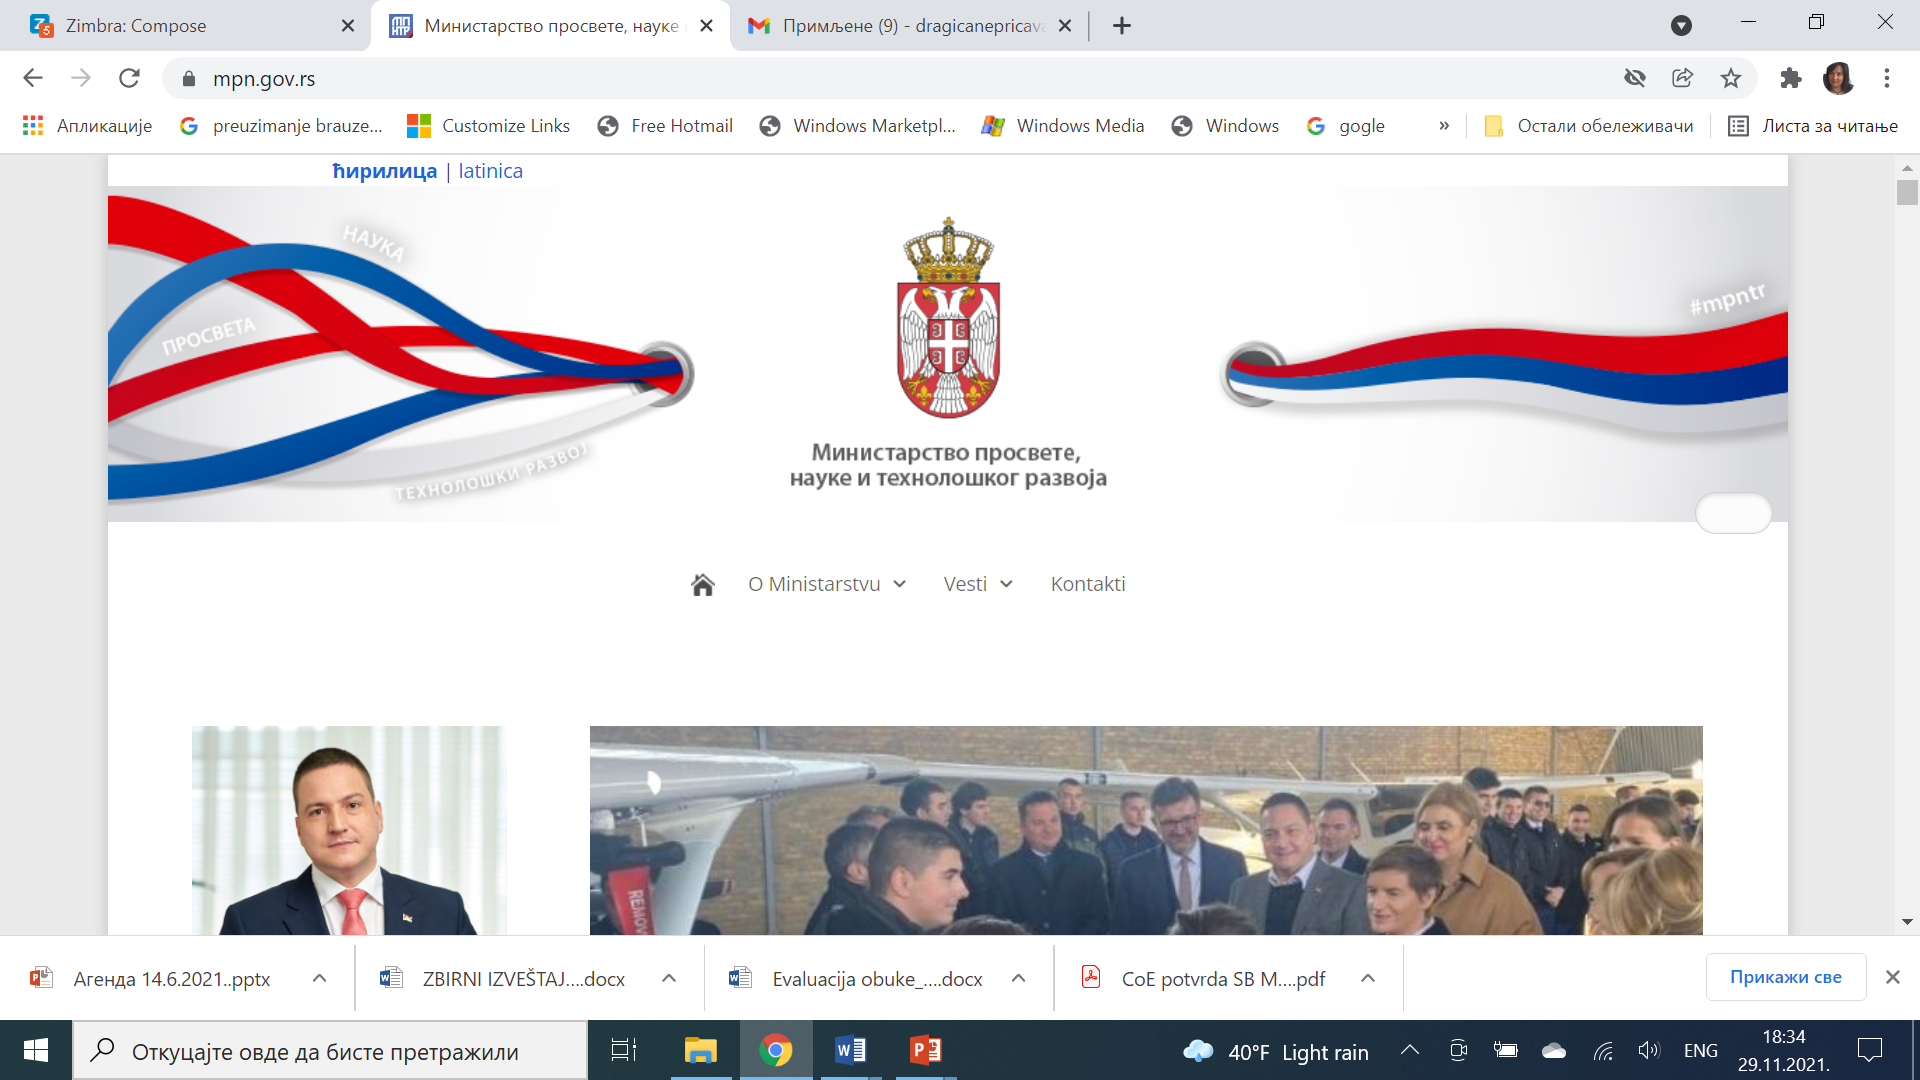 Zimbra: Compose
Министарство просвете, науке
Примљене (9) - dragicanepricava
mpn.gov.rs
Апликације
preuzimanje brauze...
Customize Links
Free Hotmail
Windows Marketpl...
Windows Media
Windows
gogle
»
Остали обележивачи
Листа за читање
ћирилица | latinica
НАУКА
ПРОСВЕТА
ТЕХНОЛОШКИ РАЗВОЈ
#mpntr
Министарство просвете,
науке и технолошког развоја
O Ministarstvu
Vesti
Kontakti
REMOV
Агенда 14.6.2021..pptx
ZBIRNI IZVEŠTAJ....docx
Evaluacija obuke_....docx
CoE potvrda SB M....pdf
Прикажи све
Откуцајте овде да бисте претражили
40°F Light rain
ENG
18:34
29.11.2021.